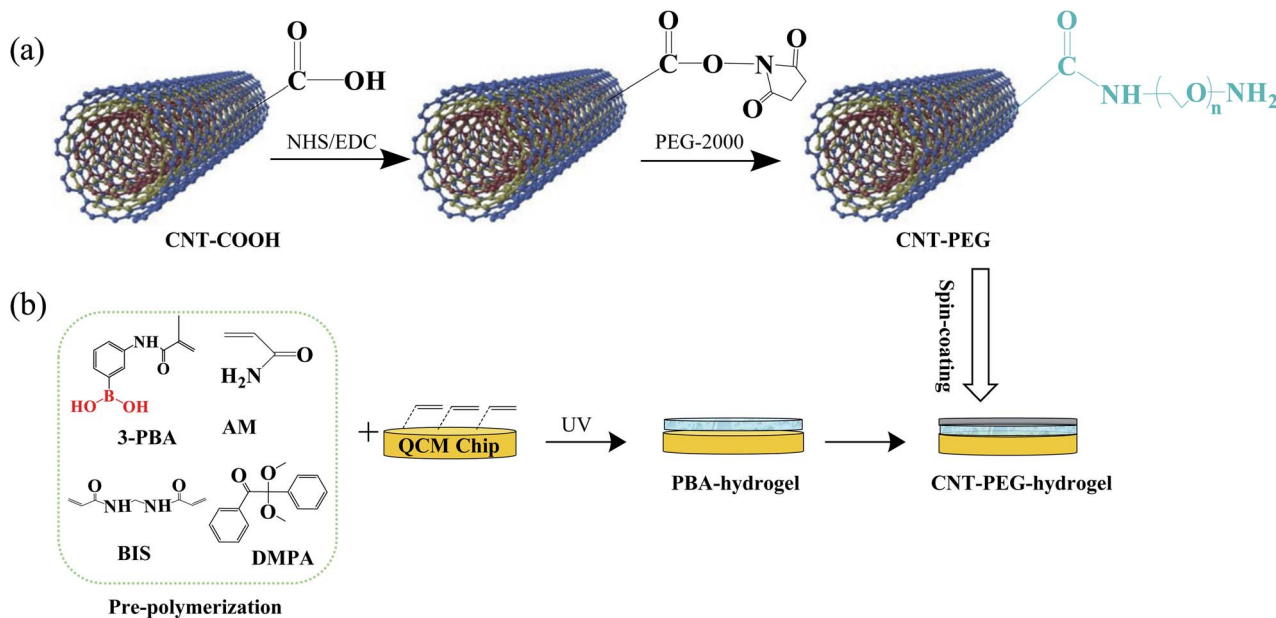 (a)
O
C
OH
NHS/EDC
CNT-COOH
O
C
O
N
O
O
PEG-2000
O
C
NH
O
n
NH2
CNT-PEG
Spin-coating
(b)
NH
O
B
HO
OH
3-PBA
O
H2N
AM
O
NH
NH
O
BIS
O
O
O
DMPA
Pre-polymerization
+
QCM Chip
UV
PBA-hydrogel
CNT-PEG-hydrogel